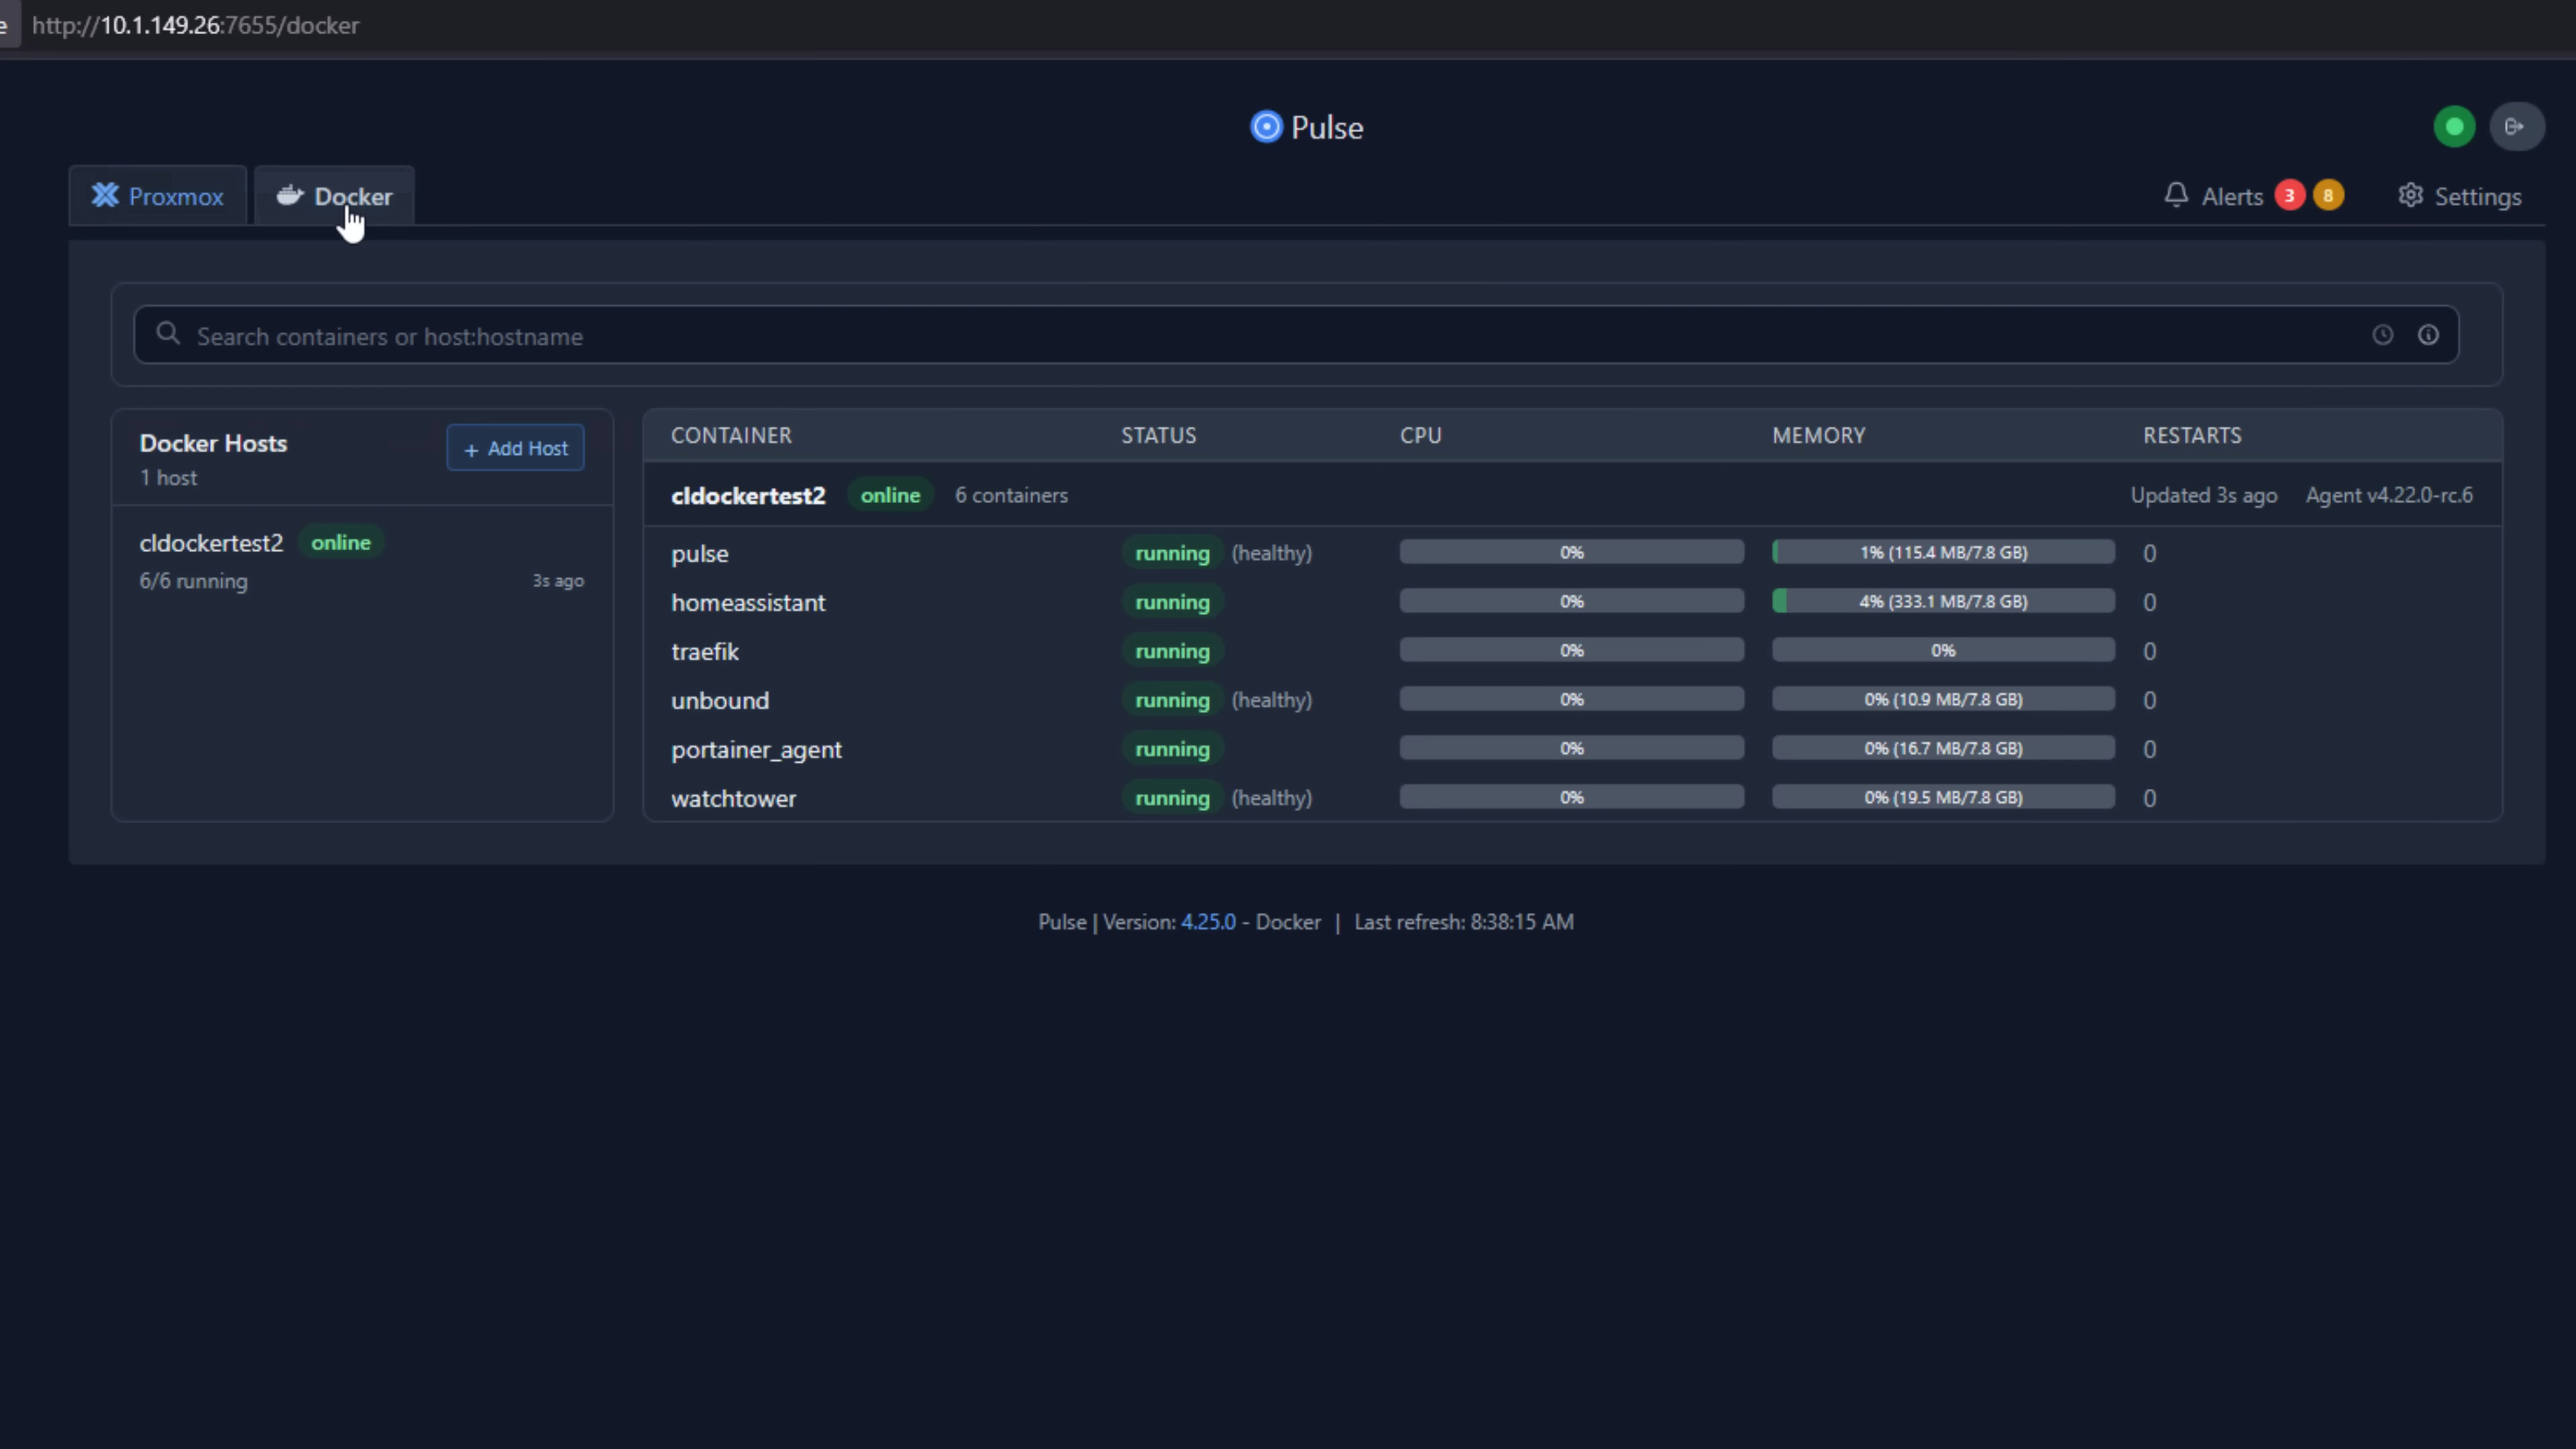 http://10.1.149.26:7655/docker
Pulse
Proxmox Docker Alerts 3 8 Settings
Search containers or host:hostname
Docker Hosts
+ Add Host
1 host
cldockertest2 online
6/6 running 3s ago
CONTAINER STATUS CPU MEMORY RESTARTS
cldockertest2 online 6 containers Updated 3s ago Agent v4.22.0-rc.6
pulse running (healthy) 0% 1% (115.4 MB/7.8 GB) 0
homeassistant running 0% 4% (333.1 MB/7.8 GB) 0
traefik running 0% 0% 0
unbound running (healthy) 0% 0% (10.9 MB/7.8 GB) 0
portainer_agent running 0% 0% (16.7 MB/7.8 GB) 0
watchtower running (healthy) 0% 0% (19.5 MB/7.8 GB) 0
Pulse | Version: 4.25.0 - Docker | Last refresh: 8:38:15 AM